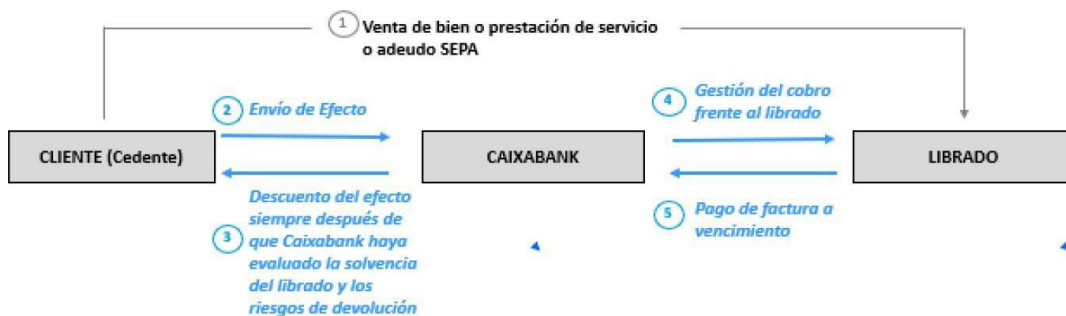 1 Venta de bien o prestación de servicio
o adeudo SEPA
2 Envío de Efecto
4 Gestión del cobro
frente al librado
CLIENTE (Cedente)
CAIXABANK
LIBRADO
3 Descuento del efecto
siempre después de
que Caixabank haya
evaluado la solvencia
del librado y los
riesgos de devolución
5 Pago de factura a
vencimiento